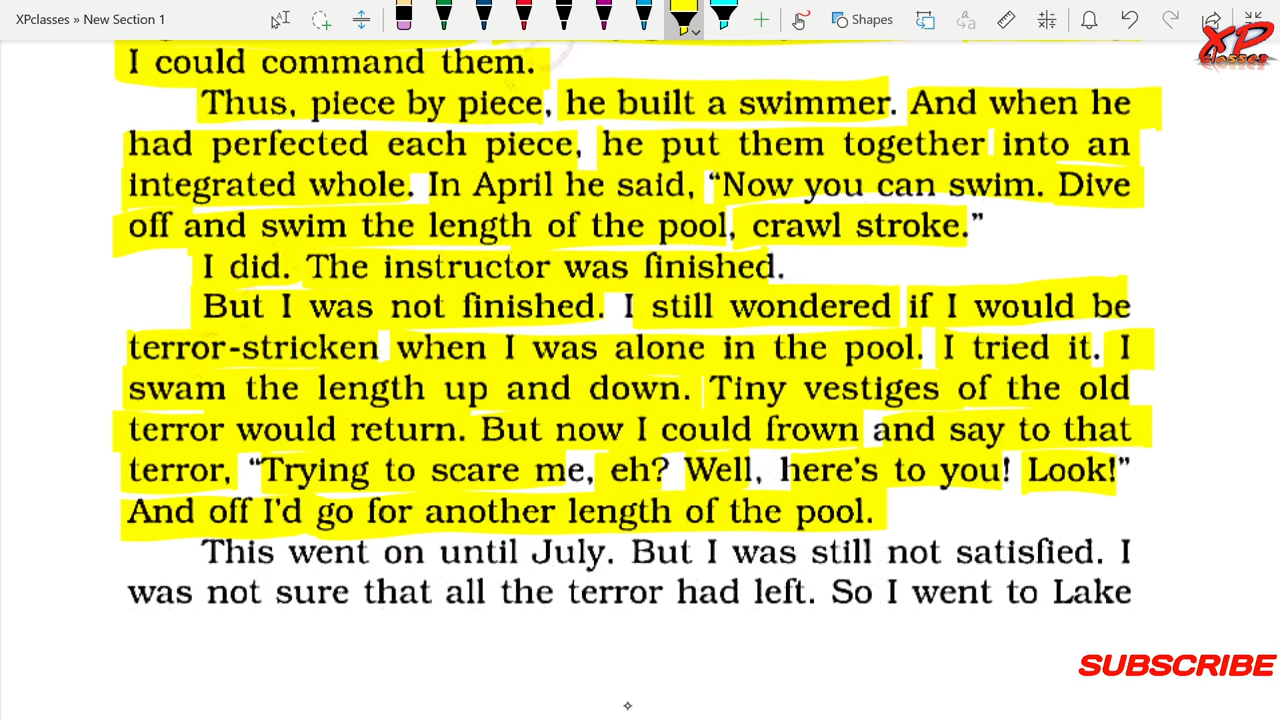 XPclasses » New Section 1
Shapes
XP
Classes
I could command them.
Thus, piece by piece, he built a swimmer. And when he
had perfected each piece, he put them together into an
integrated whole. In April he said, “Now you can swim. Dive
off and swim the length of the pool, crawl stroke.”
I did. The instructor was finished.
But I was not finished. I still wondered if I would be
terror-stricken when I was alone in the pool. I tried it. I
swam the length up and down. Tiny vestiges of the old
terror would return. But now I could frown and say to that
terror, “Trying to scare me, eh? Well, here’s to you! Look!”
And off I’d go for another length of the pool.
This went on until July. But I was still not satisfied. I
was not sure that all the terror had left. So I went to Lake
SUBSCRIBE